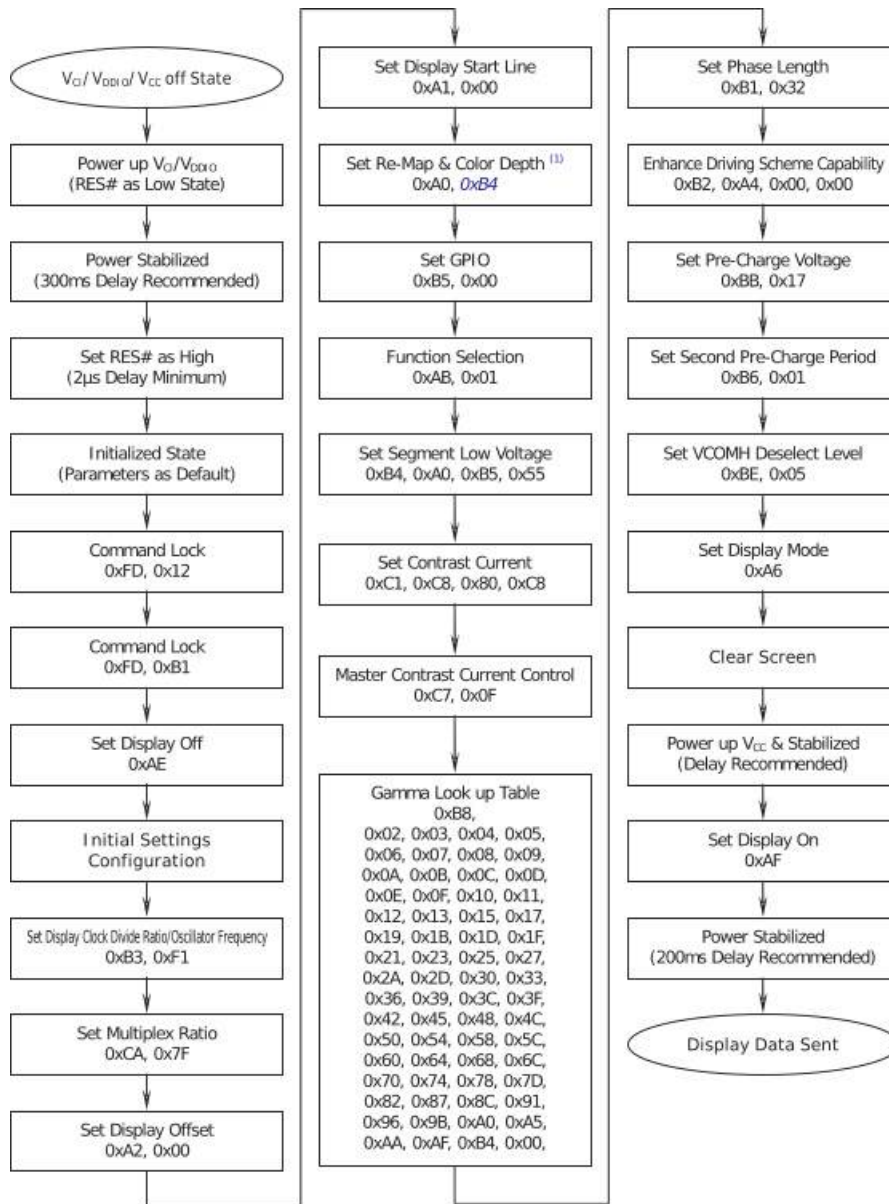 VCI/ VDDIO/ VCC off State
Power up VCI/VDDIO
(RES# as Low State)
Power Stabilized
(300ms Delay Recommended)
Set RES# as High
(2μs Delay Minimum)
Initialized State
(Parameters as Default)
Command Lock
0xFD, 0x12
Command Lock
0xFD, 0xB1
Set Display Off
0xAE
Initial Settings
Configuration
Set Display Clock Divide Ratio/Oscillator Frequency
0xB3, 0xF1
Set Multiplex Ratio
0xCA, 0x7F
Set Display Offset
0xA2, 0x00
Set Display Start Line
0xA1, 0x00
Set Re-Map & Color Depth (1)
0xA0, 0xB4
Set GPIO
0xB5, 0x00
Function Selection
0xAB, 0x01
Set Segment Low Voltage
0xB4, 0xA0, 0xB5, 0x55
Set Contrast Current
0xC1, 0xC8, 0x80, 0xC8
Master Contrast Current Control
0xC7, 0x0F
Gamma Look up Table
0xB8,
0x02, 0x03, 0x04, 0x05,
0x06, 0x07, 0x08, 0x09,
0x0A, 0x0B, 0x0C, 0x0D,
0x0E, 0x0F, 0x10, 0x11,
0x12, 0x13, 0x15, 0x17,
0x19, 0x1B, 0x1D, 0x1F,
0x21, 0x23, 0x25, 0x27,
0x2A, 0x2D, 0x30, 0x33,
0x36, 0x39, 0x3C, 0x3F,
0x42, 0x45, 0x48, 0x4C,
0x50, 0x54, 0x58, 0x5C,
0x60, 0x64, 0x68, 0x6C,
0x70, 0x74, 0x78, 0x7D,
0x82, 0x87, 0x8C, 0x91,
0x96, 0x9B, 0xA0, 0xA5,
0xAA, 0xAF, 0xB4, 0x00,
Set Phase Length
0xB1, 0x32
Enhance Driving Scheme Capability
0xB2, 0xA4, 0x00, 0x00
Set Pre-Charge Voltage
0xBB, 0x17
Set Second Pre-Charge Period
0xB6, 0x01
Set VCOMH Deselect Level
0xBE, 0x05
Set Display Mode
0xA6
Clear Screen
Power up VCC & Stabilized
(Delay Recommended)
Set Display On
0xAF
Power Stabilized
(200ms Delay Recommended)
Display Data Sent